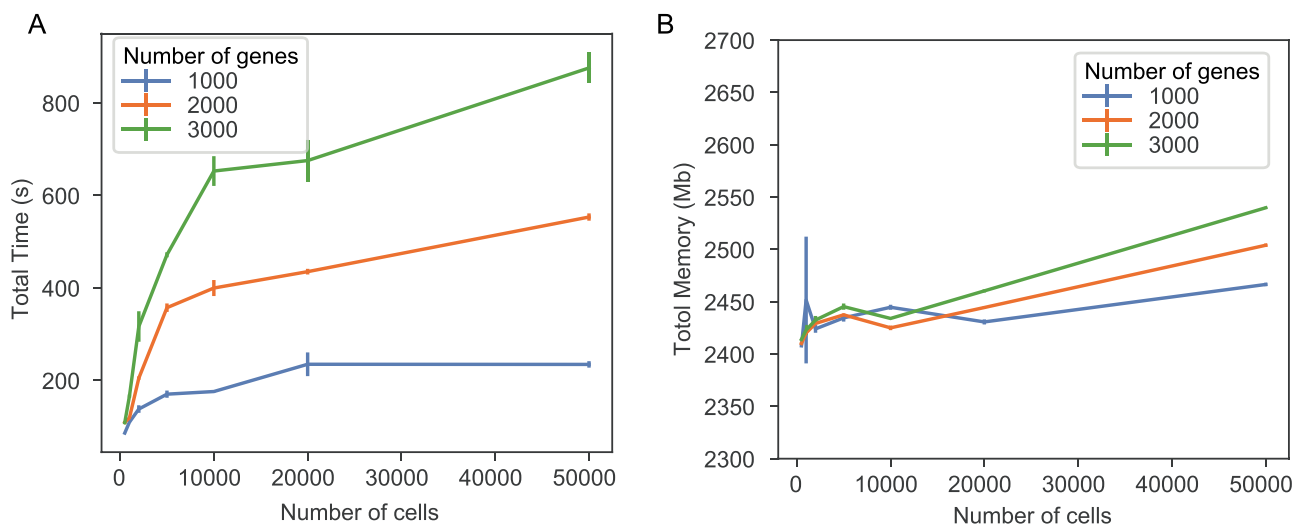 A
Number of genes
1000
2000
3000
800
600
400
200
Total Time (s)
0 10000 20000 30000 40000 50000
Number of cells
B
2700
2650
2600
2550
2500
2450
2400
2350
2300
Number of genes
1000
2000
3000
Totol Memory (Mb)
0 10000 20000 30000 40000 50000
Number of cells